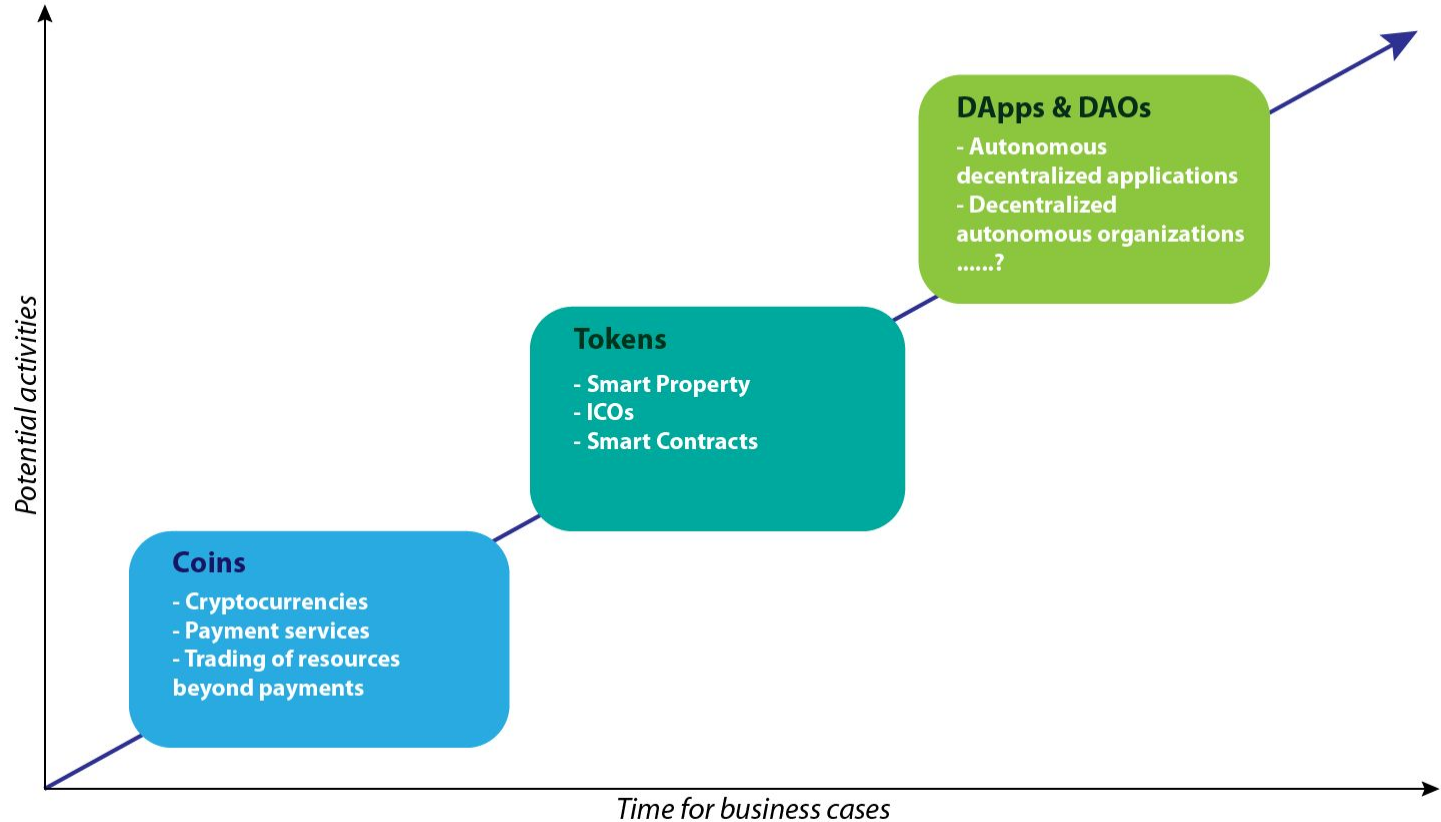 DApps & DAOs
- Autonomous
decentralized applications
- Decentralized
autonomous organizations
......?
Tokens
- Smart Property
- ICOs
- Smart Contracts
Coins
- Cryptocurrencies
- Payment services
- Trading of resources
beyond payments
Potential activities
Time for business cases